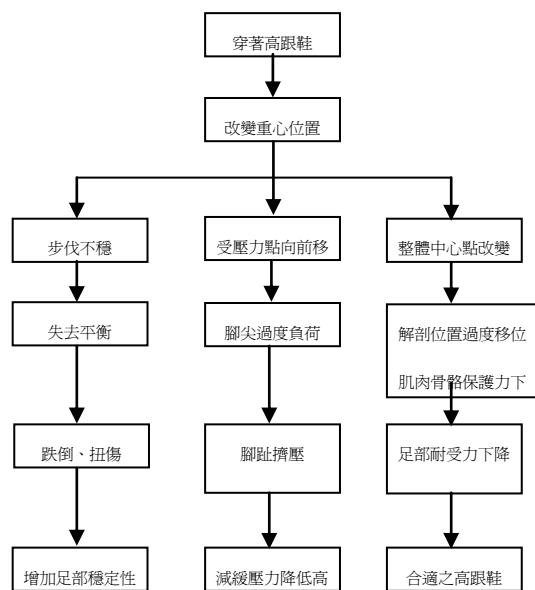 穿著高跟鞋
改變重心位置
步伐不穩
受壓力點向前移
整體中心點改變
失去平衡
腳尖過度負荷
解剖位置過度移位
肌肉骨骼保護力下
跌倒、扭傷
腳趾擠壓
足部耐受力下降
增加足部穩定性
減緩壓力降低高
合適之高跟鞋